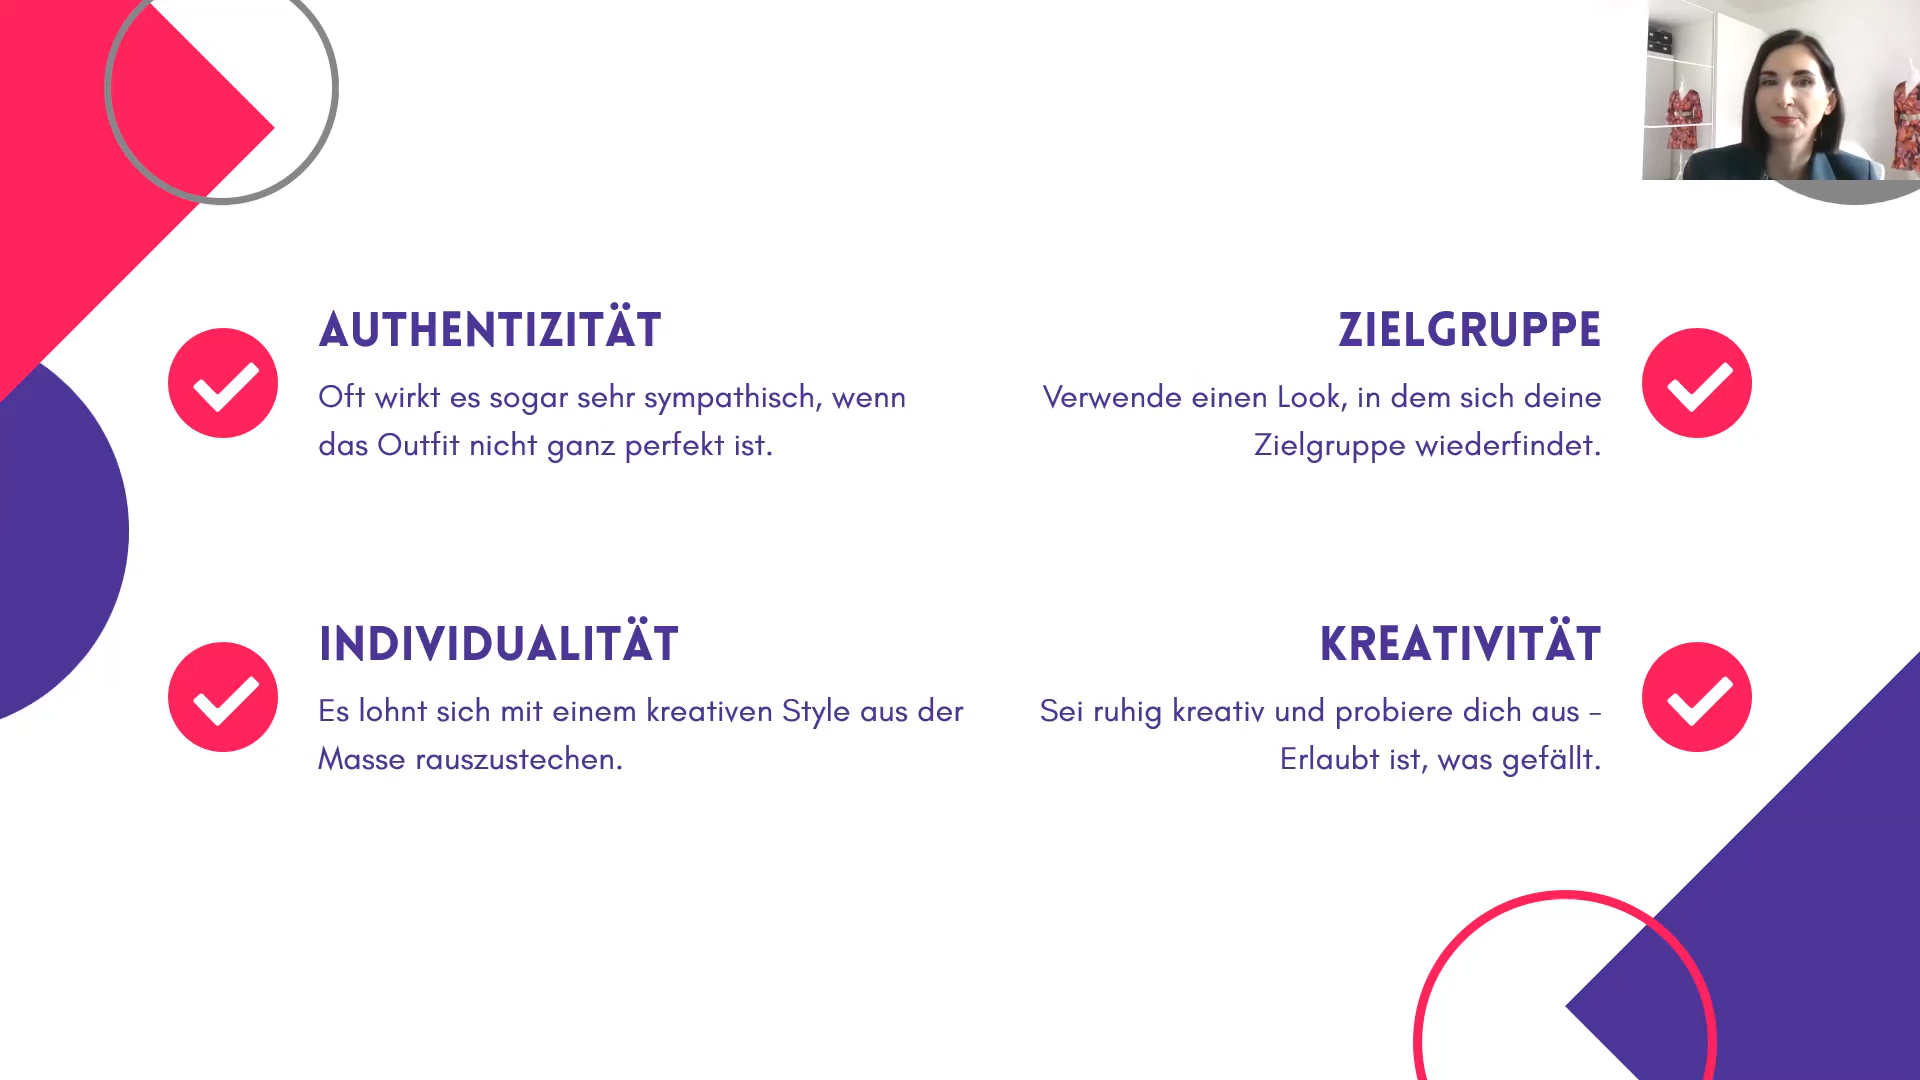 AUTHENTIZITÄT
Oft wirkt es sogar sehr sympathisch, wenn
das Outfit nicht ganz perfekt ist.
ZIELGRUPPE
Verwende einen Look, in dem sich deine
Zielgruppe wiederfindet.
INDIVIDUALITÄT
Es lohnt sich mit einem kreativen Style aus der
Masse rauszustechen.
KREATIVITÄT
Sei ruhig kreativ und probiere dich aus –
Erlaubt ist, was gefällt.